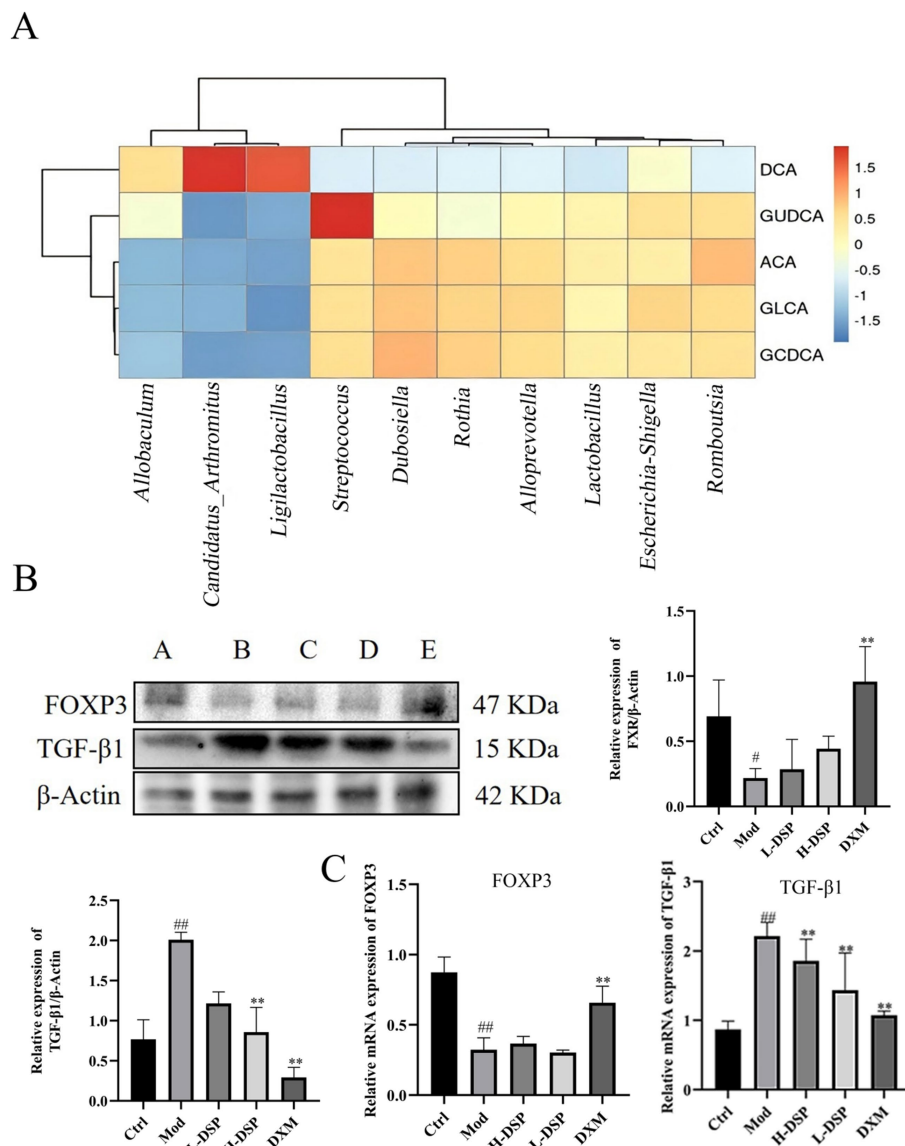 A
DCA
GUDCA
ACA
GLCA
GCDCA
1.5
1
0.5
0
-0.5
-1
-1.5
Allobaculum
Candidatus_Arthromitus
Ligilactobacillus
Streptococcus
Dubosiella
Rothia
Alloprevotella
Lactobacillus
Escherichia-Shigella
Romboutsia
B
A B C D E
FOXP3 47 KDa
TGF-β1 15 KDa
β-Actin 42 KDa
Relative expression of
FXR/β-Actin
1.5
1.0
0.5
0.0
#
**
Ctrl
Mod
L-DSP
H-DSP
DXM
Relative expression of
TGF-β1/β-Actin
2.5
2.0
1.5
1.0
0.5
0.0
##
**
**
Ctrl
Mod
L-DSP
H-DSP
DXM
C
FOXP3
Relative mRNA expression of FOXP3
1.5
1.0
0.5
0.0
##
**
Ctrl
Mod
H-DSP
L-DSP
DXM
TGF-β1
Relative mRNA expression of TGF-β1
3
2
1
0
##
**
**
**
Ctrl
Mod
H-DSP
L-DSP
DXM